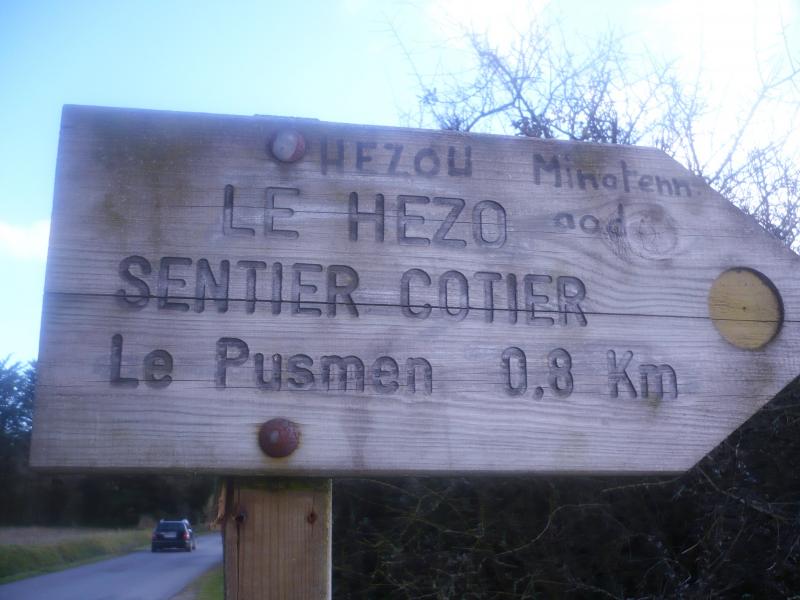 HEZOU Minotenn
aod
LE HEZO
SENTIER COTIER
Le Pusmen 0,8 Km